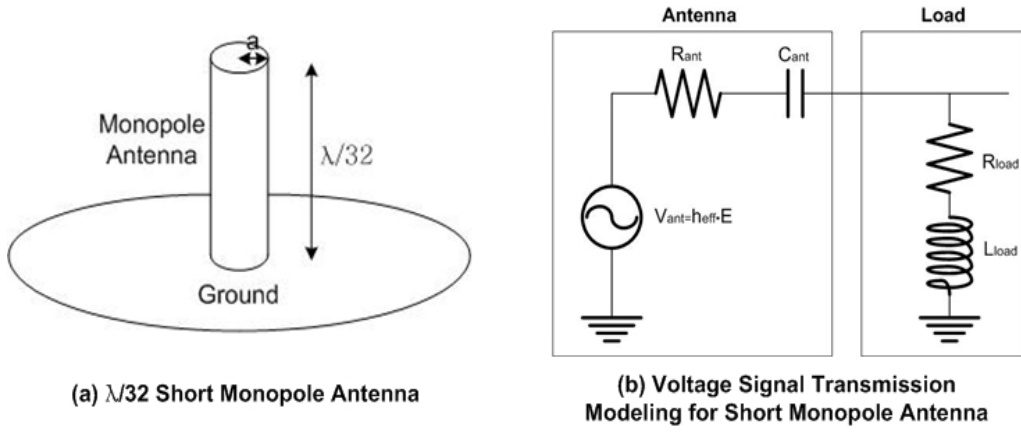 a
Monopole
Antenna
λ/32
Ground
(a) λ/32 Short Monopole Antenna
Antenna
Load
Rant
Cant
Vant=heff·E
Rload
Lload
(b) Voltage Signal Transmission
Modeling for Short Monopole Antenna